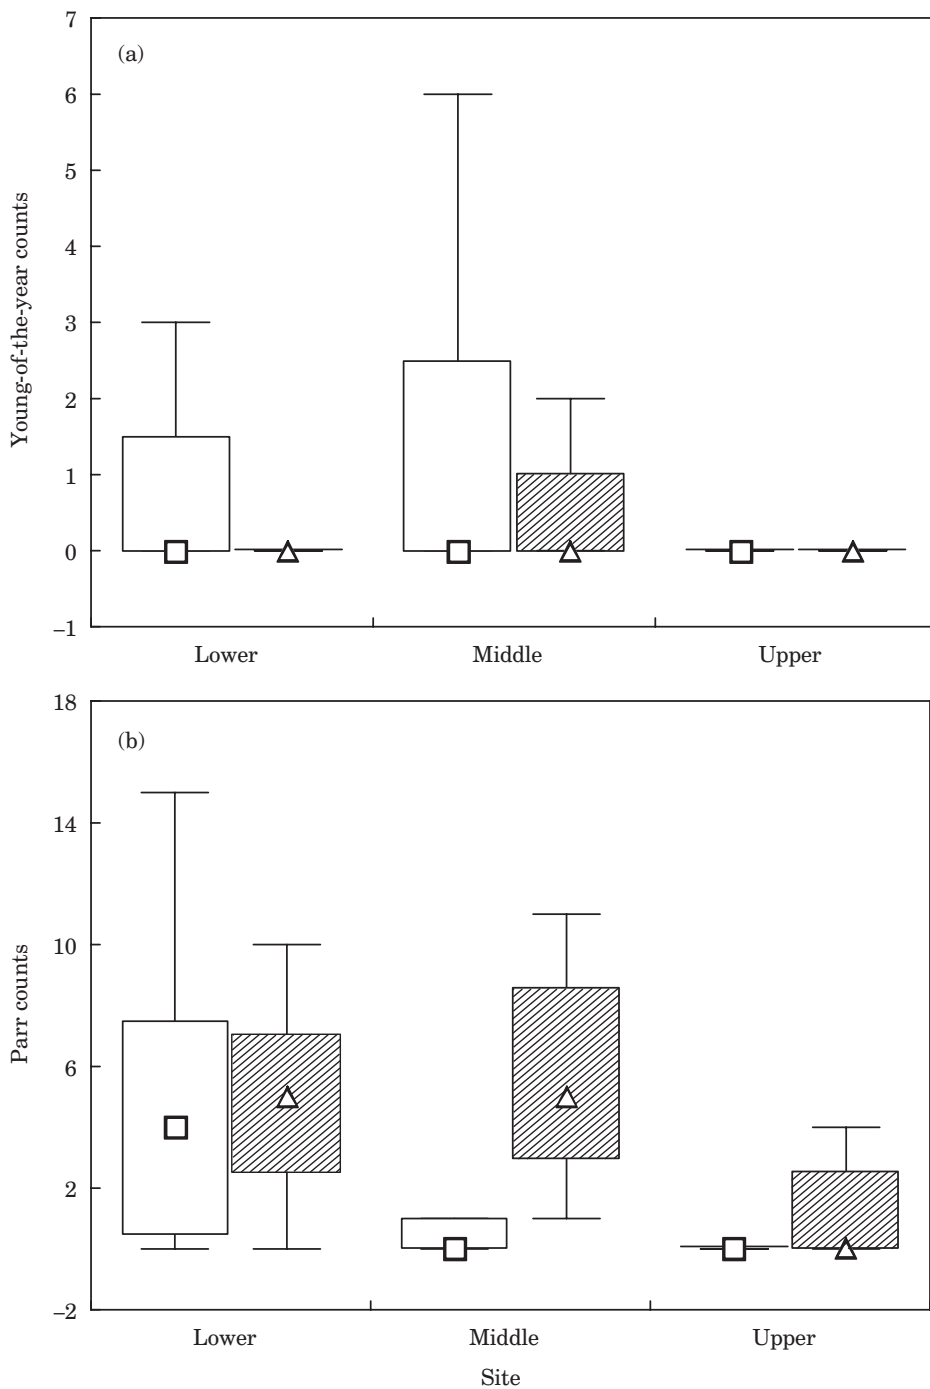 7
(a)
6
5
4
3
2
1
0
–1
Young-of-the-year counts
Lower Middle Upper
18
(b)
14
10
6
2
–2
Parr counts
Lower Middle Upper
Site